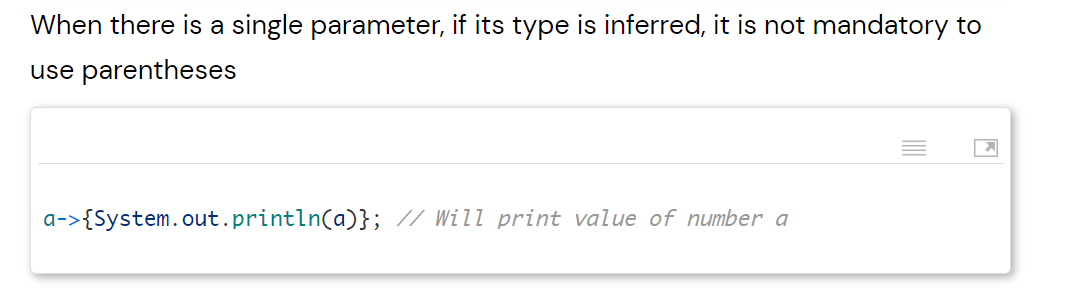 When there is a single parameter, if its type is inferred, it is not mandatory to
use parentheses
a->{System.out.println(a)}; // Will print value of number a